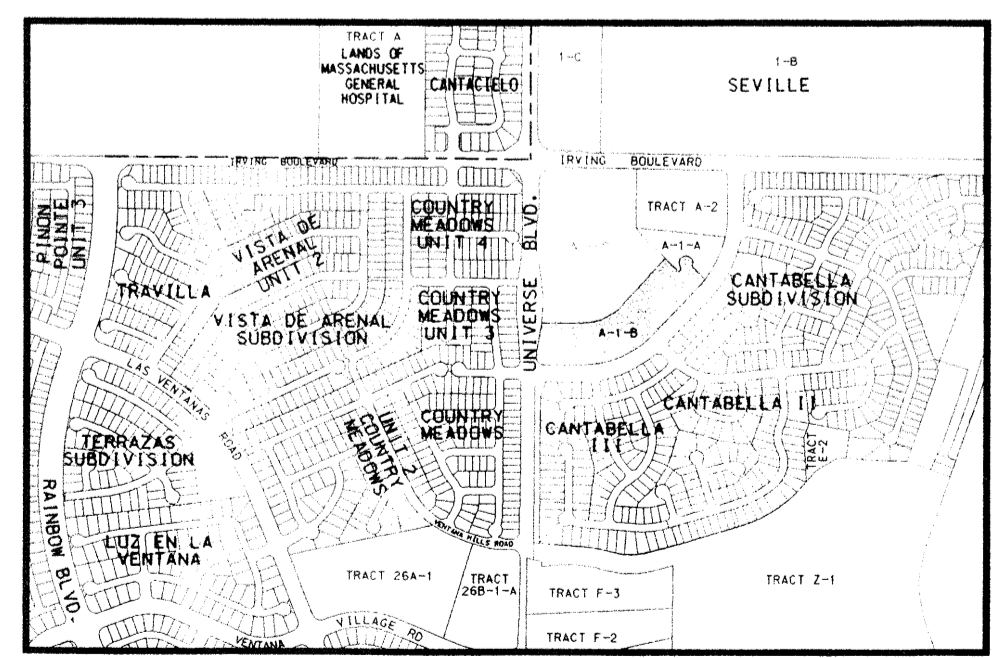 TRACT A
LANDS OF
MASSACHUSETTS
GENERAL
HOSPITAL
CANTACIELO
1-C
1-B
SEVILLE
IRVING BOULEVARD
IRVING BOULEVARD
PINON
POINTE
UNIT 3
TRAVILLA
VISTA DE
ARENAL
UNIT 2
COUNTRY
MEADOWS
UNIT 4
UNIVERSE BLVD.
TRACT A-2
A-1-A
CANTABELLA
SUBDIVISION
VISTA DE ARENAL
SUBDIVISION
COUNTRY
MEADOWS
UNIT 3
A-1-B
LAS VENTANAS ROAD
TERRAZAS
SUBDIVISION
UNIT 2
COUNTRY
MEADOWS
COUNTRY
MEADOWS
CANTABELLA II
CANTABELLA
III
TRACT
E-2
RAINBOW BLVD.
LUZ EN LA
VENTANA
VENTANA HILLS ROAD
TRACT 26A-1
TRACT
26B-1-A
TRACT F-3
TRACT Z-1
VILLAGE RD
VENTANA
TRACT F-2